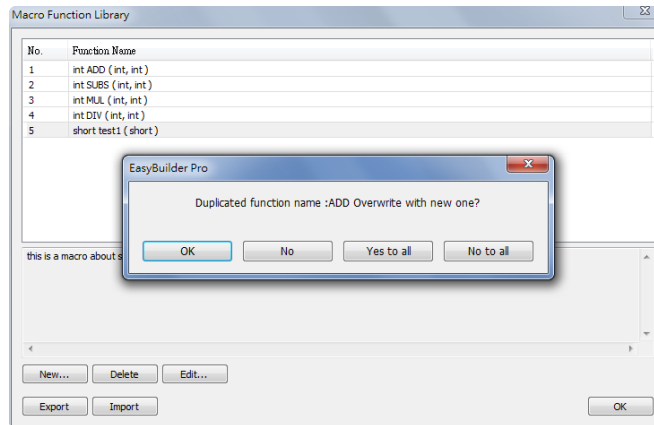 Macro Function Library
No. Function Name
1 int ADD ( int, int )
2 int SUBS ( int, int )
3 int MUL ( int, int )
4 int DIV ( int, int )
5 short test1 ( short )
EasyBuilder Pro
Duplicated function name :ADD Overwrite with new one?
OK No Yes to all No to all
this is a macro about s
New... Delete Edit...
Export Import OK